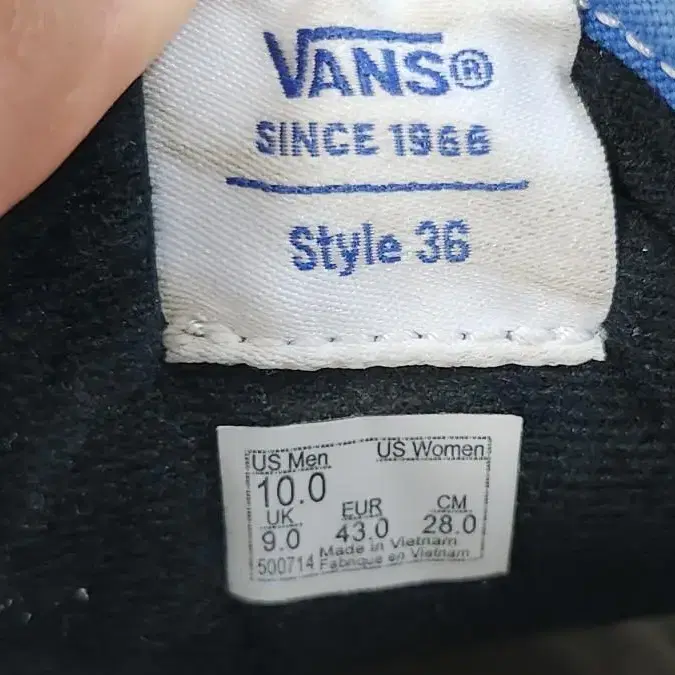 VANS®
SINCE 1966
Style 36
US Men US Women
10.0
UK EUR CM
9.0 43.0 28.0
Made in Vietnam
500714 Fabriqué en Vietnam